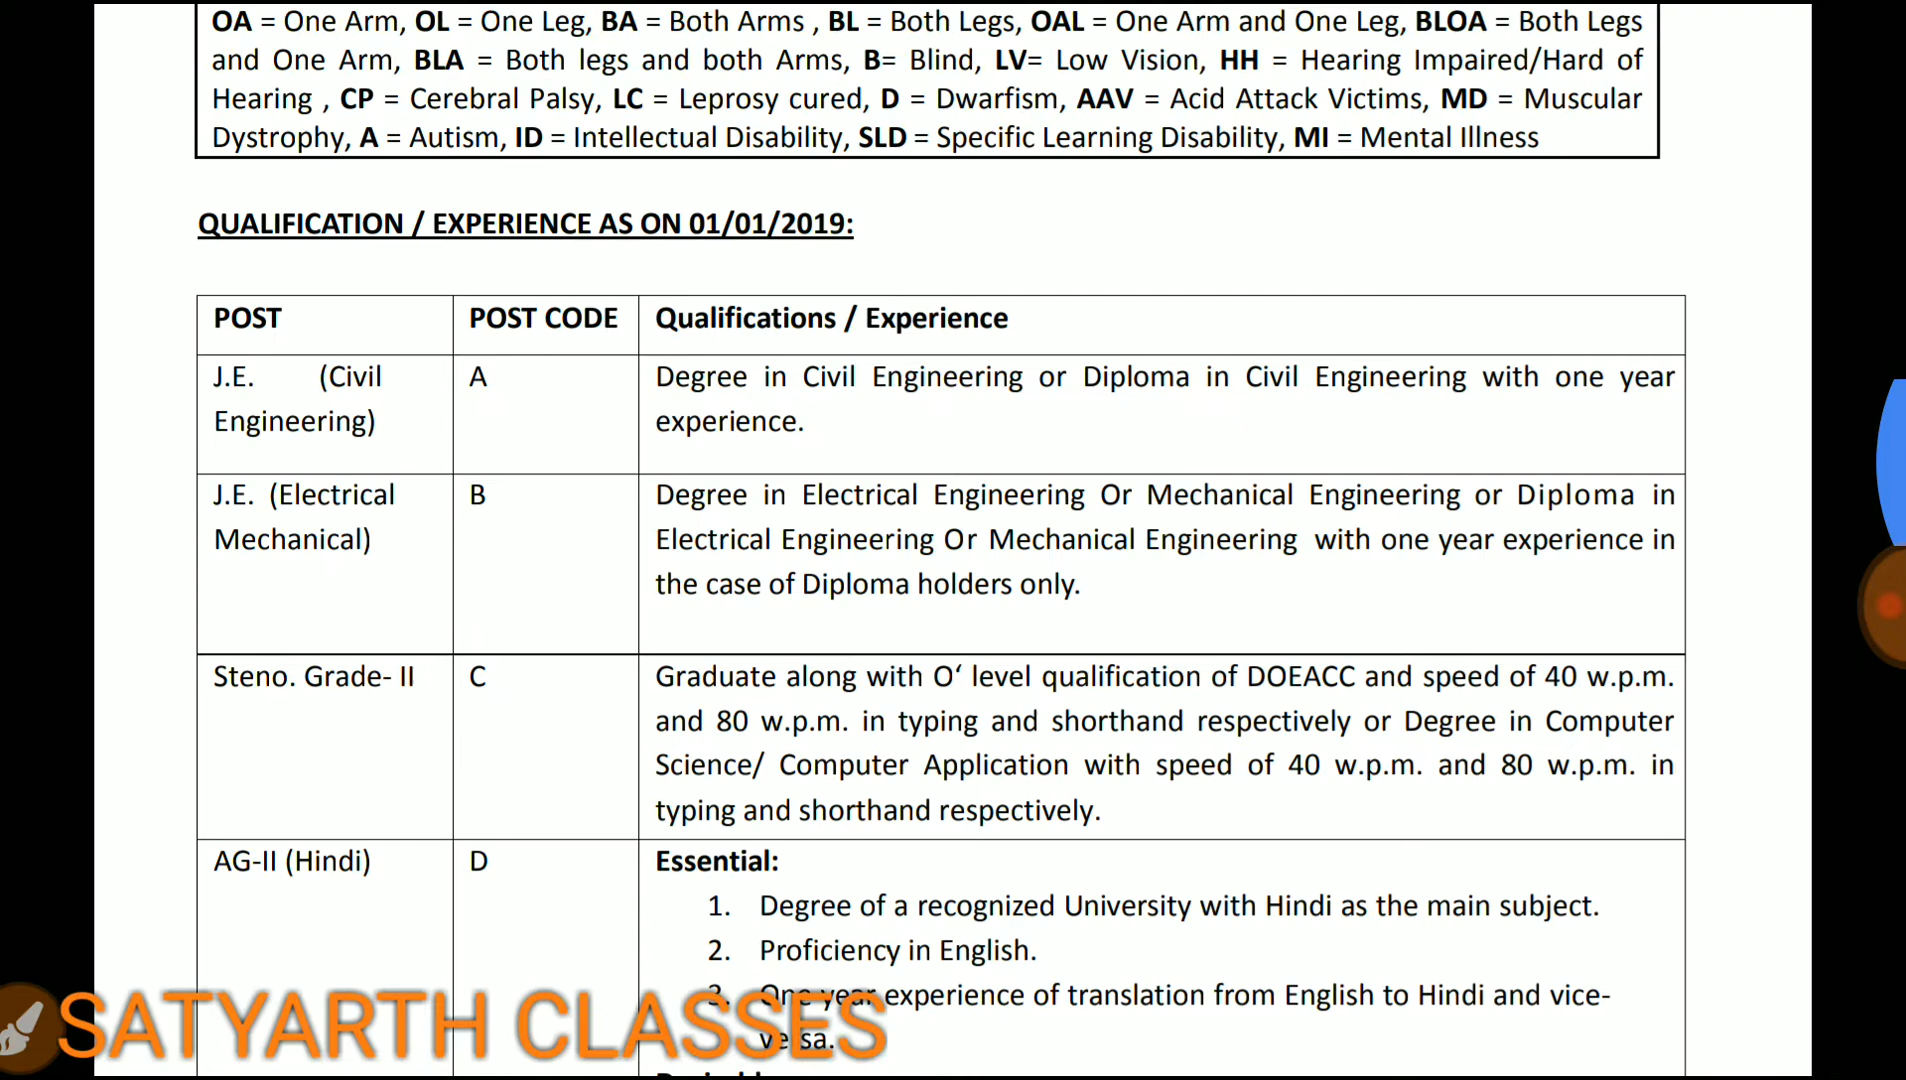 OA = One Arm, OL = One Leg, BA = Both Arms , BL = Both Legs, OAL = One Arm and One Leg, BLOA = Both Legs
and One Arm, BLA = Both legs and both Arms, B= Blind, LV= Low Vision, HH = Hearing Impaired/Hard of
Hearing , CP = Cerebral Palsy, LC = Leprosy cured, D = Dwarfism, AAV = Acid Attack Victims, MD = Muscular
Dystrophy, A = Autism, ID = Intellectual Disability, SLD = Specific Learning Disability, MI = Mental Illness
QUALIFICATION / EXPERIENCE AS ON 01/01/2019:
POST POST CODE Qualifications / Experience
J.E. (Civil A Degree in Civil Engineering or Diploma in Civil Engineering with one year
Engineering) experience.
J.E. (Electrical B Degree in Electrical Engineering Or Mechanical Engineering or Diploma in
Mechanical) Electrical Engineering Or Mechanical Engineering with one year experience in
the case of Diploma holders only.
Steno. Grade- II C Graduate along with O‘ level qualification of DOEACC and speed of 40 w.p.m.
and 80 w.p.m. in typing and shorthand respectively or Degree in Computer
Science/ Computer Application with speed of 40 w.p.m. and 80 w.p.m. in
typing and shorthand respectively.
AG-II (Hindi) D Essential:
1. Degree of a recognized University with Hindi as the main subject.
2. Proficiency in English.
3. One year experience of translation from English to Hindi and vice-
versa.
SATYARTH CLASSES